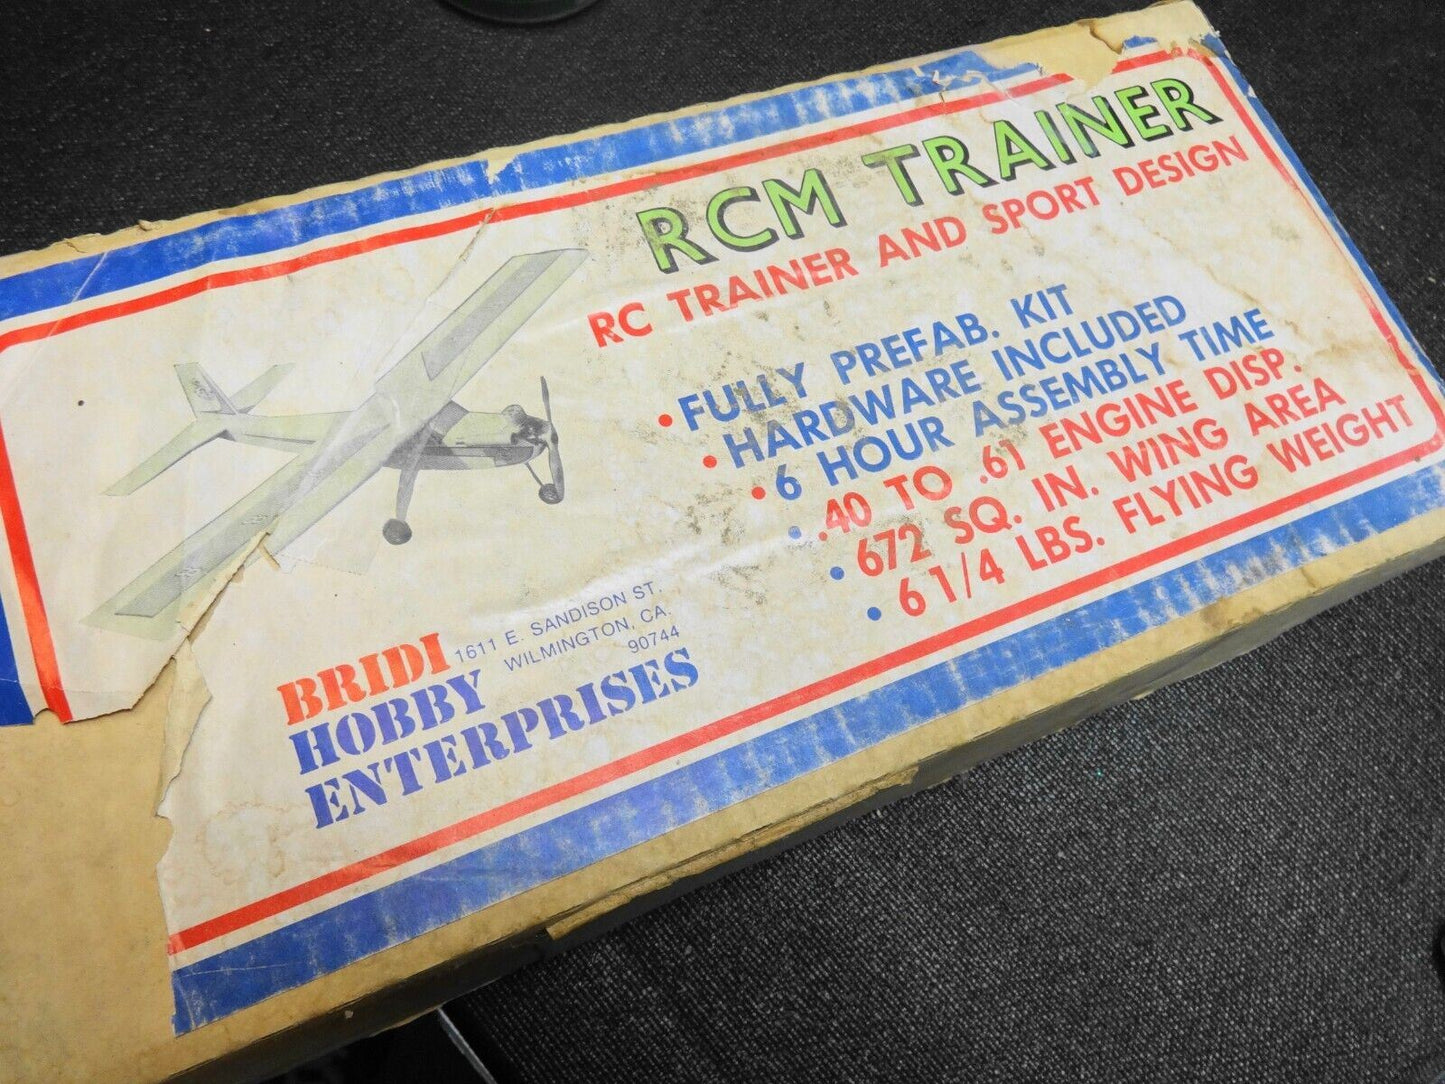 RCM TRAINER
RC TRAINER AND SPORT DESIGN
• FULLY PREFAB. KIT
• HARDWARE INCLUDED
• 6 HOUR ASSEMBLY TIME
• .40 TO .61 ENGINE DISP.
• 672 SQ. IN. WING AREA
• 6 1/4 LBS. FLYING WEIGHT
BRIDI
HOBBY
ENTERPRISES
1611 E. SANDISON ST.
WILMINGTON, CA.
90744